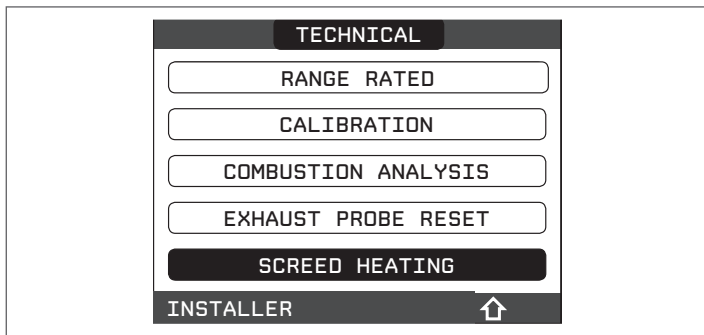 TECHNICAL
RANGE RATED
CALIBRATION
COMBUSTION ANALYSIS
EXHAUST PROBE RESET
SCREED HEATING
INSTALLER